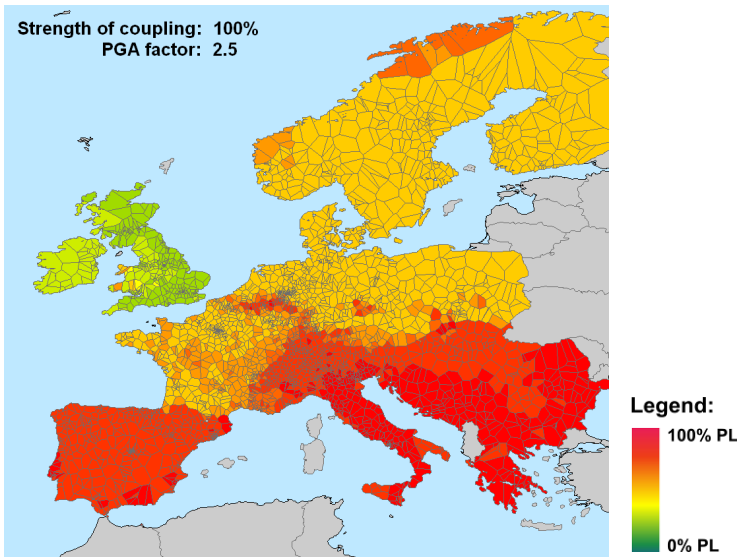 Strength of coupling: 100%
PGA factor: 2.5
Legend:
100% PL
0% PL